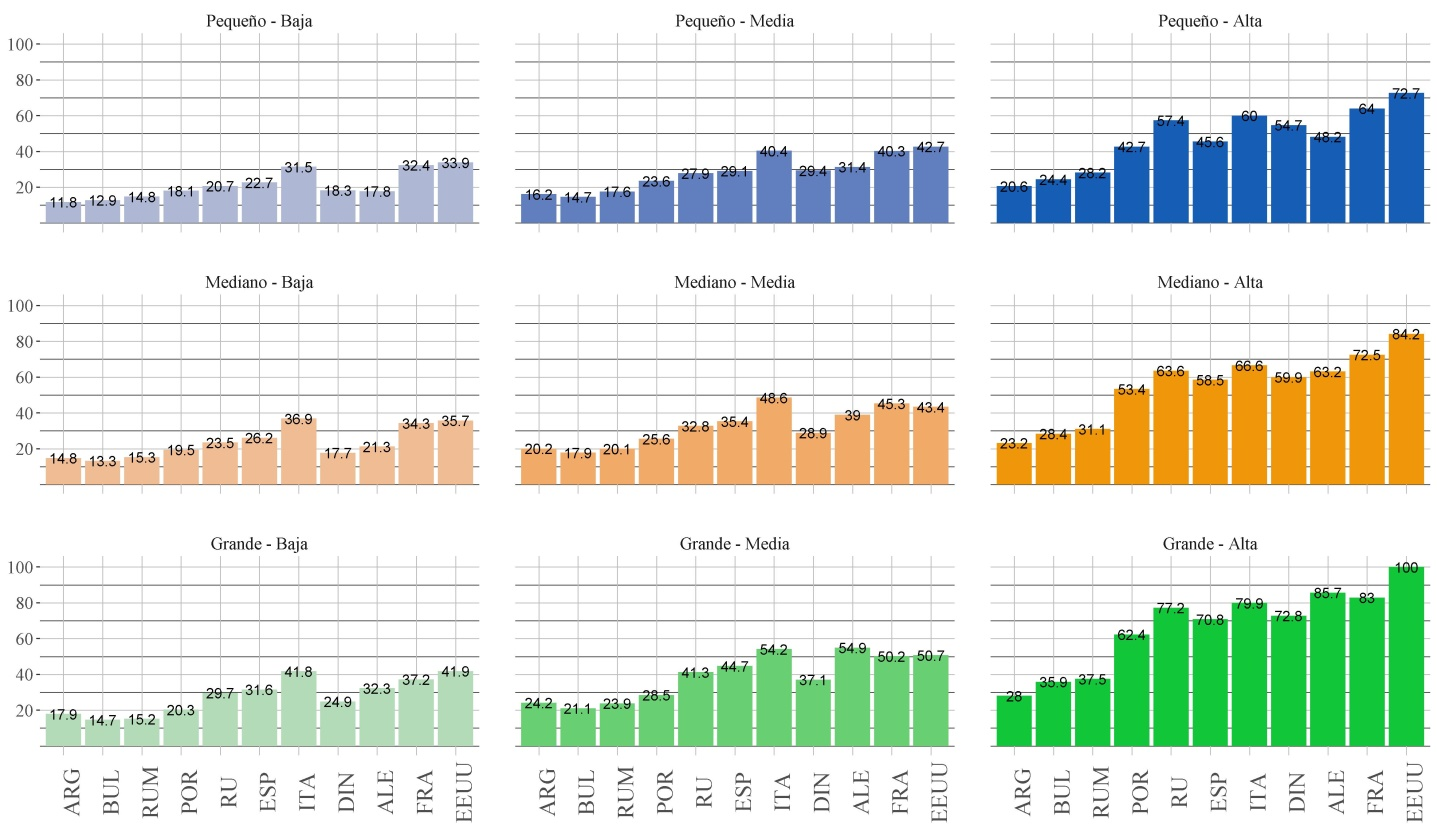 Pequeño - Baja
Pequeño - Media
Pequeño - Alta
100
80
60
40
20
11.8 12.9 14.8 18.1 20.7 22.7 31.5 18.3 17.8 32.4 33.9
16.2 14.7 17.6 23.6 27.9 29.1 40.4 29.4 31.4 40.3 42.7
20.6 24.4 28.2 42.7 57.4 45.6 60 54.7 48.2 64 72.7
Mediano - Baja
Mediano - Media
Mediano - Alta
100
80
60
40
20
14.8 13.3 15.3 19.5 23.5 26.2 36.9 17.7 21.3 34.3 35.7
20.2 17.9 20.1 25.6 32.8 35.4 48.6 28.9 39 45.3 43.4
23.2 28.4 31.1 53.4 63.6 58.5 66.6 59.9 63.2 72.5 84.2
Grande - Baja
Grande - Media
Grande - Alta
100
80
60
40
20
17.9 14.7 15.2 20.3 29.7 31.6 41.8 24.9 32.3 37.2 41.9
24.2 21.1 23.9 28.5 41.3 44.7 54.2 37.1 54.9 50.2 50.7
28 35.9 37.5 62.4 77.2 70.8 79.9 72.8 85.7 83 100
ARG BUL RUM POR RU ESP ITA DIN ALE FRA EEUU
ARG BUL RUM POR RU ESP ITA DIN ALE FRA EEUU
ARG BUL RUM POR RU ESP ITA DIN ALE FRA EEUU